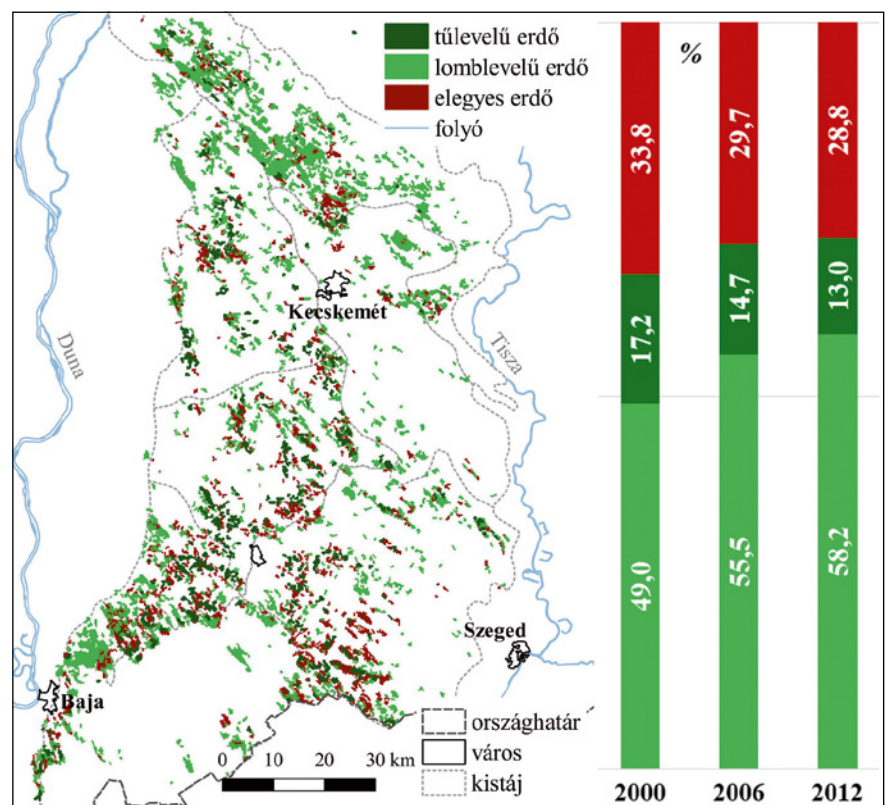 tűlevelű erdő
lomblevelű erdő
elegyes erdő
folyó
Duna
Tisza
Kecskemét
Szeged
Baja
0 10 20 30 km
országhatár
város
kistáj
%
33,8
29,7
28,8
17,2
14,7
13,0
49,0
55,5
58,2
2000 2006 2012